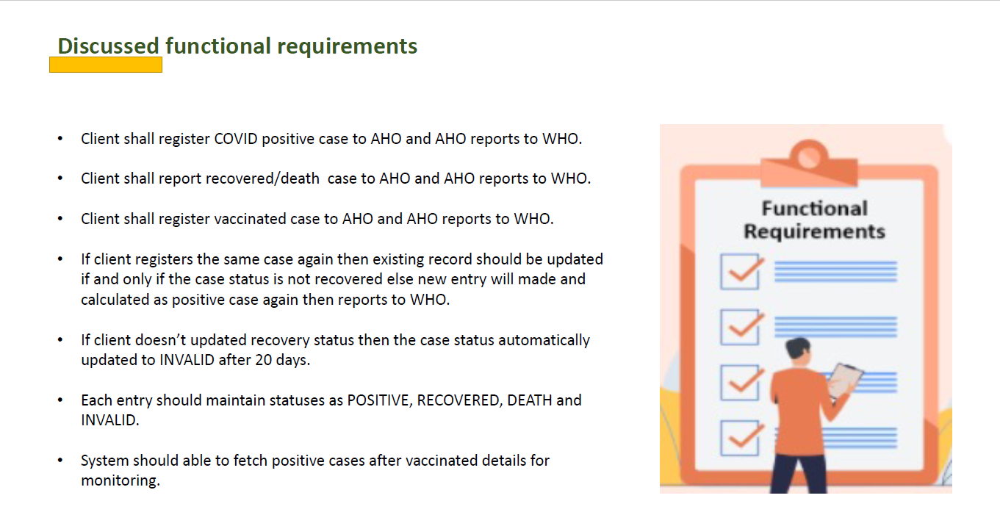 Discussed functional requirements
• Client shall register COVID positive case to AHO and AHO reports to WHO.
• Client shall report recovered/death  case to AHO and AHO reports to WHO.
• Client shall register vaccinated case to AHO and AHO reports to WHO.
• If client registers the same case again then existing record should be updated
if and only if the case status is not recovered else new entry will made and
calculated as positive case again then reports to WHO.
• If client doesn’t updated recovery status then the case status automatically
updated to INVALID after 20 days.
• Each entry should maintain statuses as POSITIVE, RECOVERED, DEATH and
INVALID.
• System should able to fetch positive cases after vaccinated details for
monitoring.
Functional
Requirements